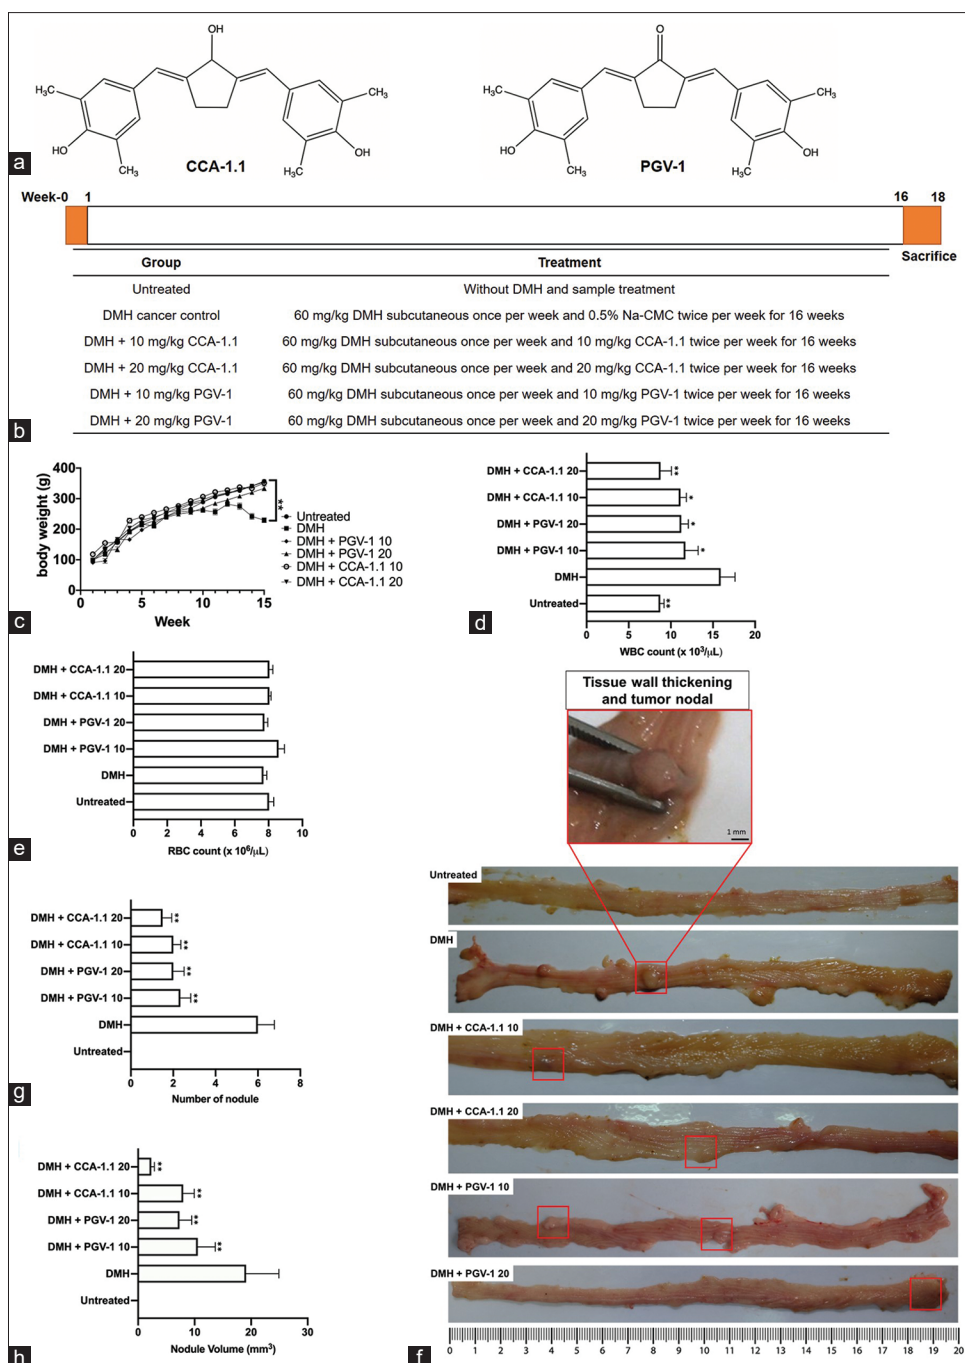 OH
CH₃
CH₃
HO
CH₃
H₃C
OH
CCA-1.1
O
CH₃
CH₃
HO
CH₃
H₃C
OH
PGV-1
a
Week-0 1 16 18
Sacrifice
Group Treatment
Untreated Without DMH and sample treatment
DMH cancer control 60 mg/kg DMH subcutaneous once per week and 0.5% Na-CMC twice per week for 16 weeks
DMH + 10 mg/kg CCA-1.1 60 mg/kg DMH subcutaneous once per week and 10 mg/kg CCA-1.1 twice per week for 16 weeks
DMH + 20 mg/kg CCA-1.1 60 mg/kg DMH subcutaneous once per week and 20 mg/kg CCA-1.1 twice per week for 16 weeks
DMH + 10 mg/kg PGV-1 60 mg/kg DMH subcutaneous once per week and 10 mg/kg PGV-1 twice per week for 16 weeks
DMH + 20 mg/kg PGV-1 60 mg/kg DMH subcutaneous once per week and 20 mg/kg PGV-1 twice per week for 16 weeks
b
body weight (g)
400
300
200
100
0
0 5 10 15
Week
**
Untreated
DMH
DMH + PGV-1 10
DMH + PGV-1 20
DMH + CCA-1.1 10
DMH + CCA-1.1 20
c
DMH + CCA-1.1 20 **
DMH + CCA-1.1 10 *
DMH + PGV-1 20 *
DMH + PGV-1 10 *
DMH
Untreated **
0 5 10 15 20
WBC count (x 10³/µL)
d
DMH + CCA-1.1 20
DMH + CCA-1.1 10
DMH + PGV-1 20
DMH + PGV-1 10
DMH
Untreated
0 2 4 6 8 10
RBC count (x 10⁶/µL)
e
Tissue wall thickening
and tumor nodal
1 mm
Untreated
DMH
DMH + CCA-1.1 10
DMH + CCA-1.1 20
DMH + PGV-1 10
DMH + PGV-1 20
0 1 2 3 4 5 6 7 8 9 10 11 12 13 14 15 16 17 18 19 20
f
DMH + CCA-1.1 20 **
DMH + CCA-1.1 10 **
DMH + PGV-1 20 **
DMH + PGV-1 10 **
DMH
Untreated
0 2 4 6 8
Number of nodule
g
DMH + CCA-1.1 20 **
DMH + CCA-1.1 10 **
DMH + PGV-1 20 **
DMH + PGV-1 10 **
DMH
Untreated
0 10 20 30
Nodule Volume (mm³)
h